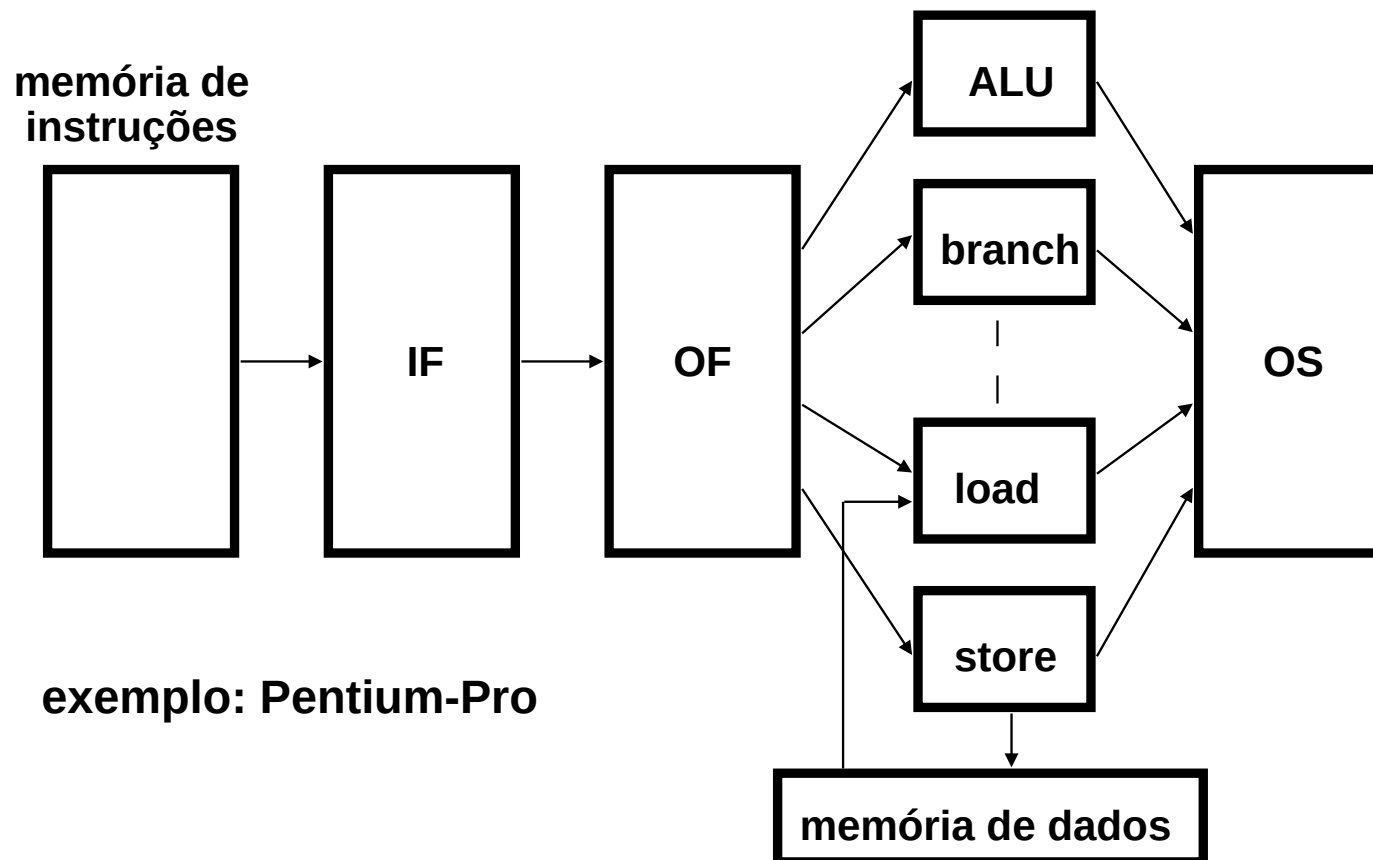 memória de
instruções
IF
OF
ALU
branch
load
store
OS
exemplo: Pentium-Pro
memória de dados